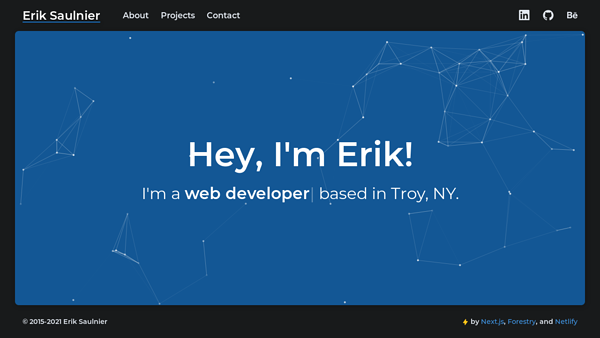 Erik Saulnier About Projects Contact Bē
Hey, I'm Erik!
I'm a web developer| based in Troy, NY.
© 2015-2021 Erik Saulnier ⚡ by Next.js, Forestry, and Netlify